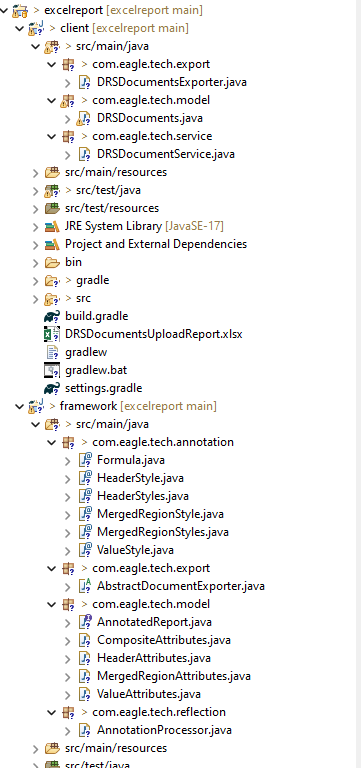 > excelreport [excelreport main]
> client [excelreport main]
> src/main/java
> com.eagle.tech.export
DRSDocumentsExporter.java
> com.eagle.tech.model
DRSDocuments.java
> com.eagle.tech.service
DRSDocumentService.java
src/main/resources
> src/test/java
src/test/resources
JRE System Library [JavaSE-17]
Project and External Dependencies
bin
> gradle
> src
build.gradle
DRSDocumentsUploadReport.xlsx
gradlew
gradlew.bat
settings.gradle
> framework [excelreport main]
> src/main/java
> com.eagle.tech.annotation
Formula.java
HeaderStyle.java
HeaderStyles.java
MergedRegionStyle.java
MergedRegionStyles.java
ValueStyle.java
> com.eagle.tech.export
AbstractDocumentExporter.java
> com.eagle.tech.model
AnnotatedReport.java
CompositeAttributes.java
HeaderAttributes.java
MergedRegionAttributes.java
ValueAttributes.java
> com.eagle.tech.reflection
AnnotationProcessor.java
src/main/resources
src/test/java